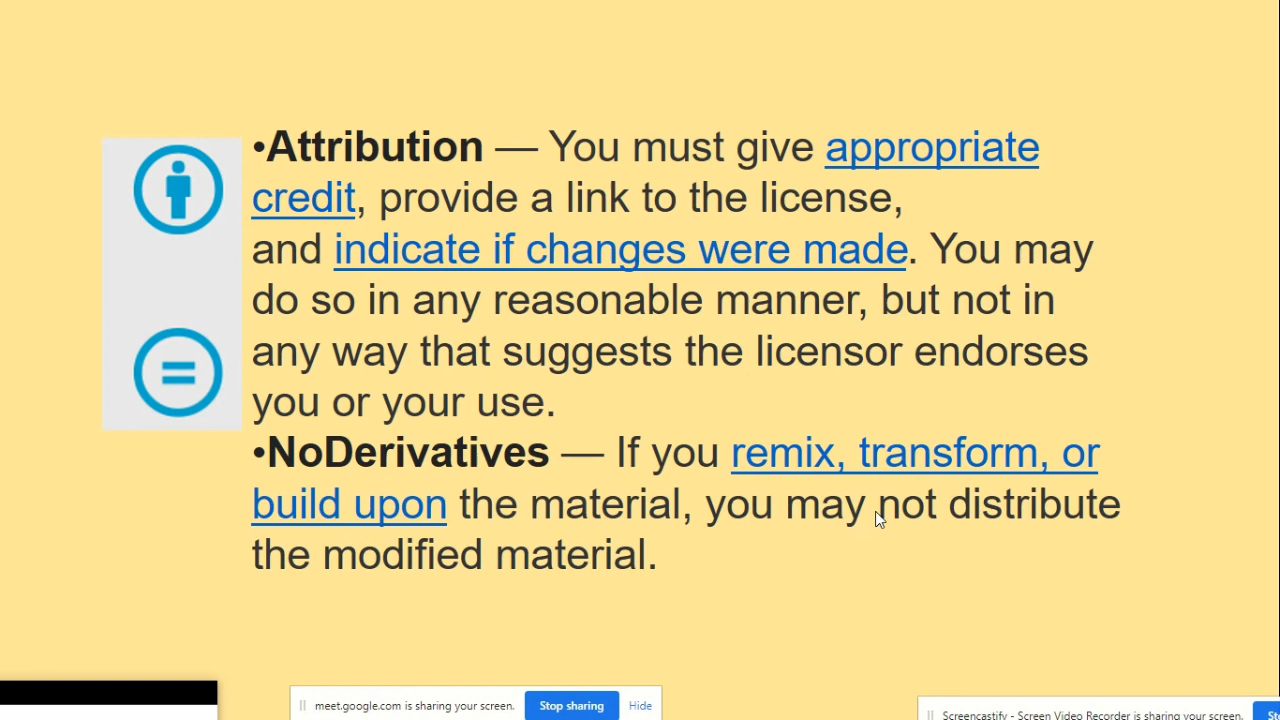 •Attribution — You must give appropriate
credit, provide a link to the license,
and indicate if changes were made. You may
do so in any reasonable manner, but not in
any way that suggests the licensor endorses
you or your use.
•NoDerivatives — If you remix, transform, or
build upon the material, you may not distribute
the modified material.
meet.google.com is sharing your screen. Stop sharing Hide
Screencastify - Screen Video Recorder is sharing your screen.